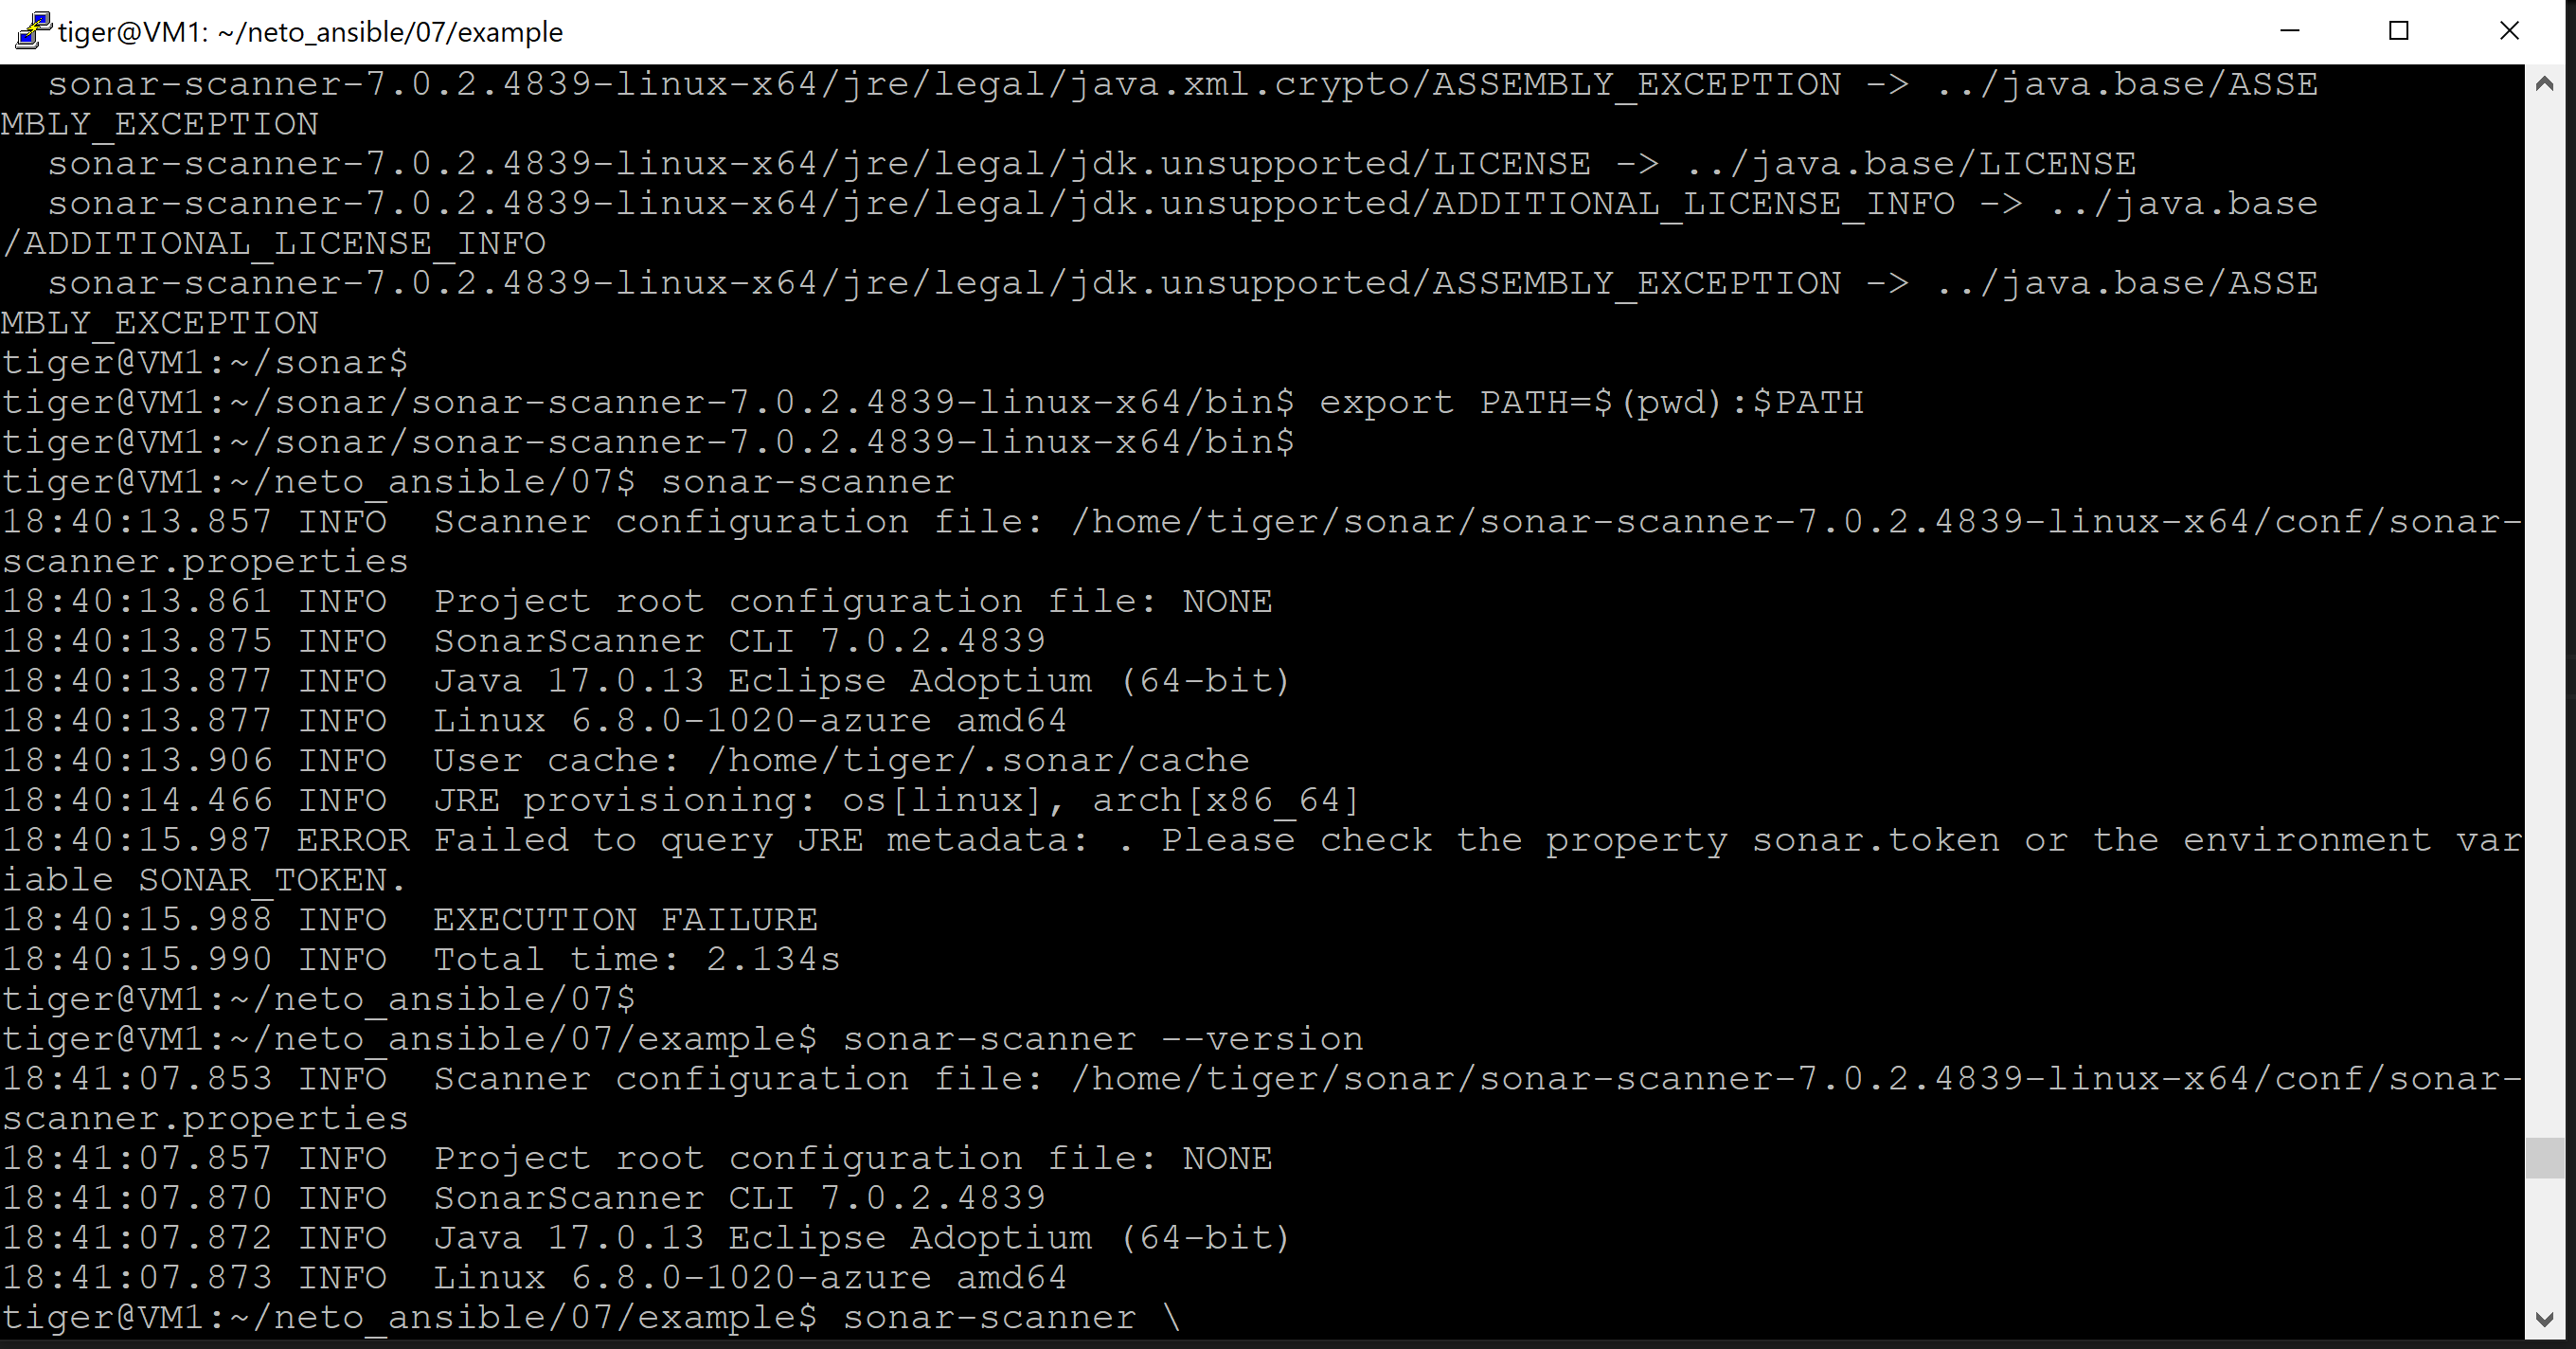 tiger@VM1: ~/neto_ansible/07/example
  sonar-scanner-7.0.2.4839-linux-x64/jre/legal/java.xml.crypto/ASSEMBLY_EXCEPTION -> ../java.base/ASSE
MBLY_EXCEPTION
  sonar-scanner-7.0.2.4839-linux-x64/jre/legal/jdk.unsupported/LICENSE -> ../java.base/LICENSE
  sonar-scanner-7.0.2.4839-linux-x64/jre/legal/jdk.unsupported/ADDITIONAL_LICENSE_INFO -> ../java.base
/ADDITIONAL_LICENSE_INFO
  sonar-scanner-7.0.2.4839-linux-x64/jre/legal/jdk.unsupported/ASSEMBLY_EXCEPTION -> ../java.base/ASSE
MBLY_EXCEPTION
tiger@VM1:~/sonar$
tiger@VM1:~/sonar/sonar-scanner-7.0.2.4839-linux-x64/bin$ export PATH=$(pwd):$PATH
tiger@VM1:~/sonar/sonar-scanner-7.0.2.4839-linux-x64/bin$
tiger@VM1:~/neto_ansible/07$ sonar-scanner
18:40:13.857 INFO  Scanner configuration file: /home/tiger/sonar/sonar-scanner-7.0.2.4839-linux-x64/conf/sonar-
scanner.properties
18:40:13.861 INFO  Project root configuration file: NONE
18:40:13.875 INFO  SonarScanner CLI 7.0.2.4839
18:40:13.877 INFO  Java 17.0.13 Eclipse Adoptium (64-bit)
18:40:13.877 INFO  Linux 6.8.0-1020-azure amd64
18:40:13.906 INFO  User cache: /home/tiger/.sonar/cache
18:40:14.466 INFO  JRE provisioning: os[linux], arch[x86_64]
18:40:15.987 ERROR Failed to query JRE metadata: . Please check the property sonar.token or the environment var
iable SONAR_TOKEN.
18:40:15.988 INFO  EXECUTION FAILURE
18:40:15.990 INFO  Total time: 2.134s
tiger@VM1:~/neto_ansible/07$
tiger@VM1:~/neto_ansible/07/example$ sonar-scanner --version
18:41:07.853 INFO  Scanner configuration file: /home/tiger/sonar/sonar-scanner-7.0.2.4839-linux-x64/conf/sonar-
scanner.properties
18:41:07.857 INFO  Project root configuration file: NONE
18:41:07.870 INFO  SonarScanner CLI 7.0.2.4839
18:41:07.872 INFO  Java 17.0.13 Eclipse Adoptium (64-bit)
18:41:07.873 INFO  Linux 6.8.0-1020-azure amd64
tiger@VM1:~/neto_ansible/07/example$ sonar-scanner \